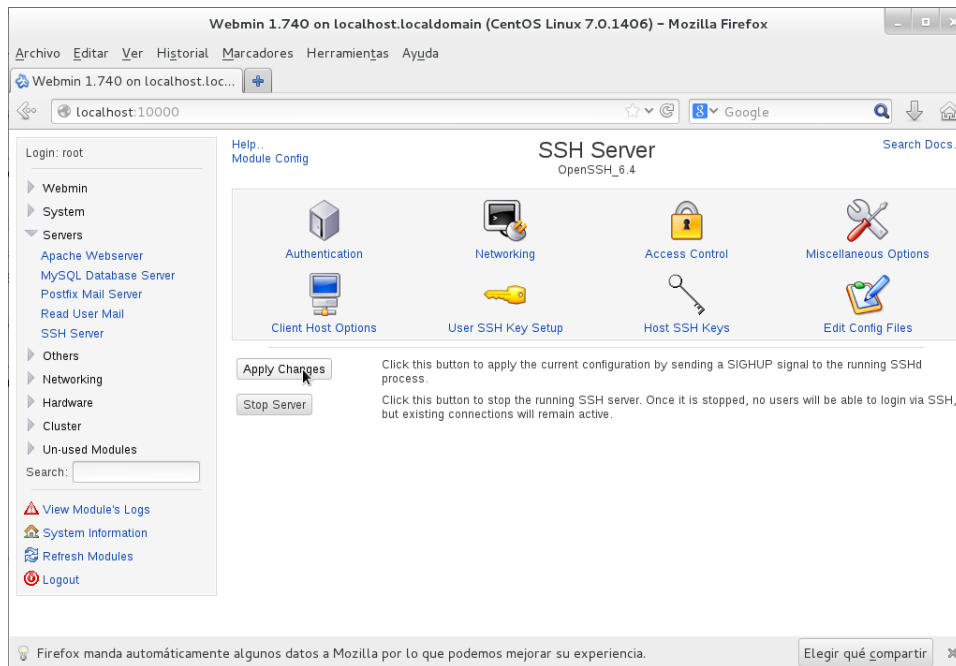 Webmin 1.740 on localhost.localdomain (CentOS Linux 7.0.1406) - Mozilla Firefox
Archivo Editar Ver Historial Marcadores Herramientas Ayuda
Webmin 1.740 on localhost.loc...
localhost:10000
Google
Login: root
Webmin
System
Servers
Apache Webserver
MySQL Database Server
Postfix Mail Server
Read User Mail
SSH Server
Others
Networking
Hardware
Cluster
Un-used Modules
Search:
View Module's Logs
System Information
Refresh Modules
Logout
Help..
Module Config
SSH Server
OpenSSH_6.4
Search Docs.
Authentication
Networking
Access Control
Miscellaneous Options
Client Host Options
User SSH Key Setup
Host SSH Keys
Edit Config Files
Apply Changes
Click this button to apply the current configuration by sending a SIGHUP signal to the running SSHd
process.
Stop Server
Click this button to stop the running SSH server. Once it is stopped, no users will be able to login via SSH,
but existing connections will remain active.
Firefox manda automáticamente algunos datos a Mozilla por lo que podemos mejorar su experiencia.
Elegir qué compartir